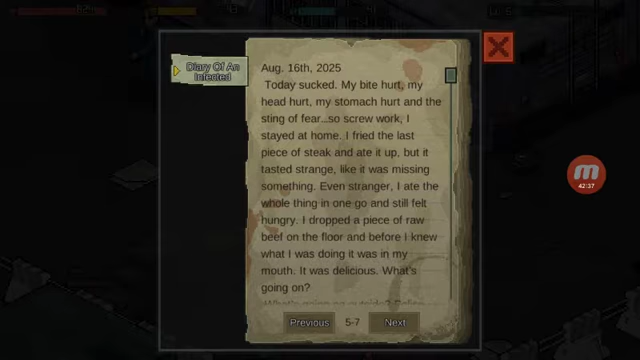 Diary Of An
Infected
Aug. 16th, 2025
Today sucked. My bite hurt, my
head hurt, my stomach hurt and the
sting of fear...so screw work, I
stayed at home. I fried the last
piece of steak and ate it up, but it
tasted strange, like it was missing
something. Even stranger, I ate the
whole thing in one go and still felt
hungry. I dropped a piece of raw
beef on the floor and before I knew
what I was doing it was in my
mouth. It was delicious. What's
going on?
Previous 5-7 Next
42:37